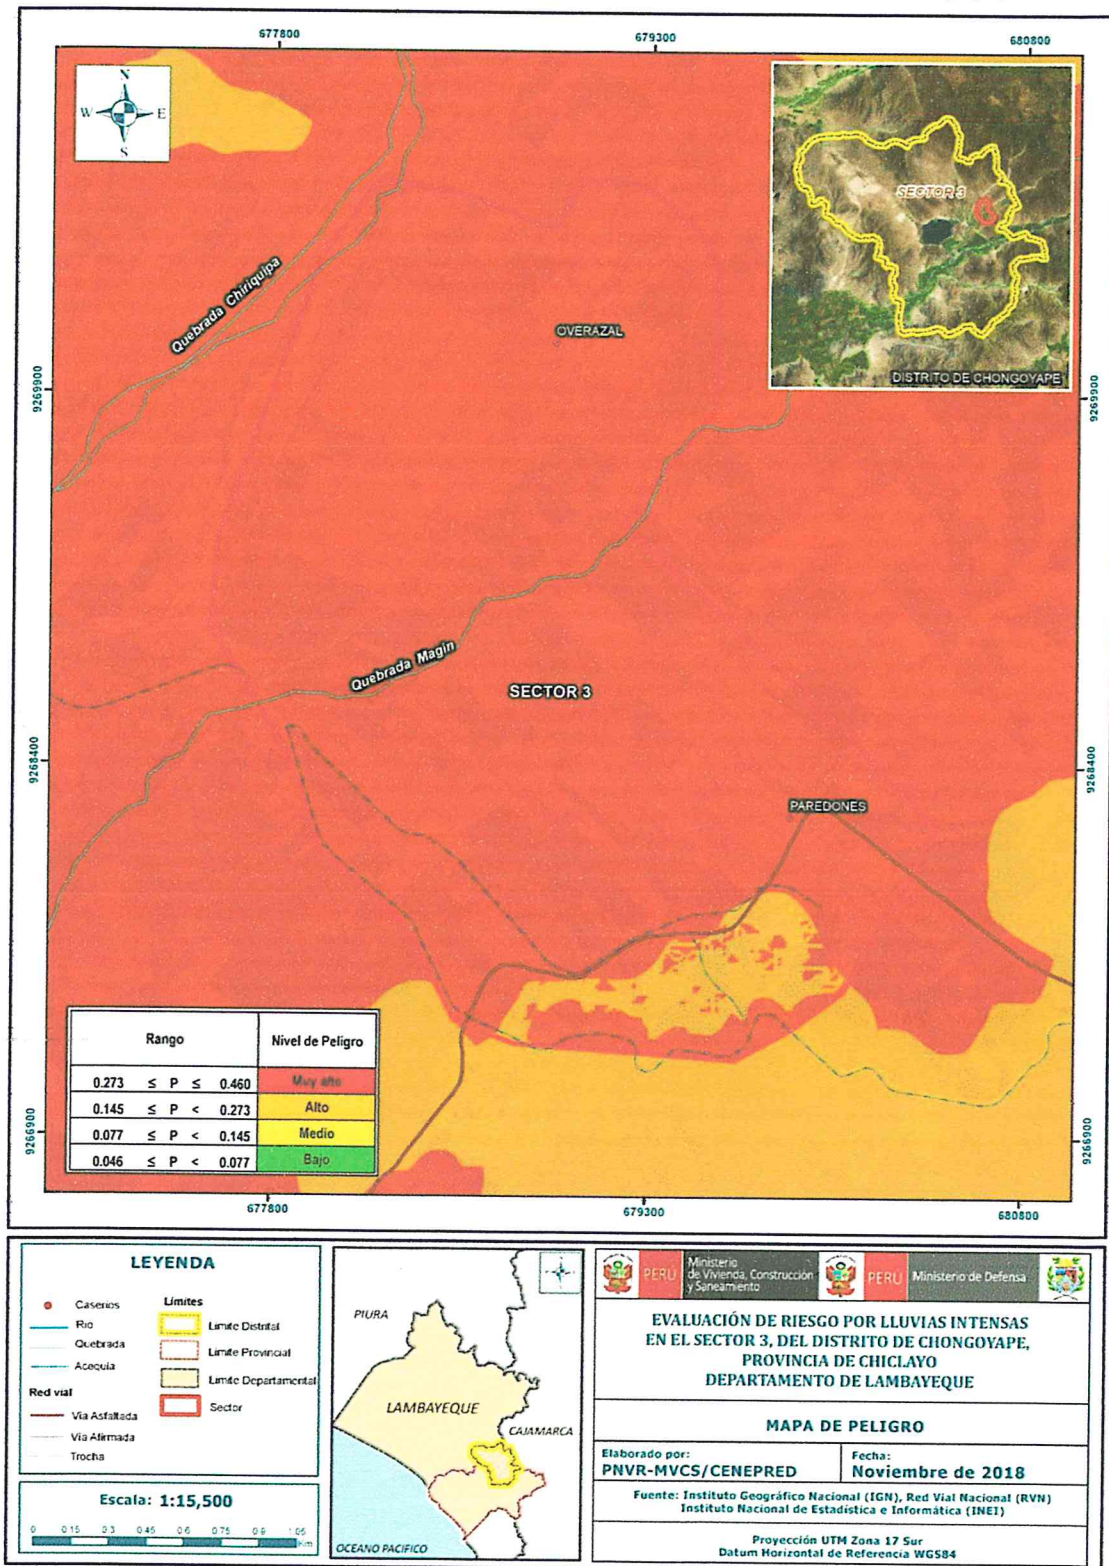 677800
679300
680800
N
W
E
S
SECTOR 3
DISTRITO DE CHONGOYAPE
Quebrada Chiriquipa
OVERAZAL
9269900
9269900
Quebrada Magín
SECTOR 3
9268400
9268400
PAREDONES
Rango
Nivel de Peligro
0.273 ≤ P ≤ 0.460 Muy alto
0.145 ≤ P < 0.273 Alto
0.077 ≤ P < 0.145 Medio
0.046 ≤ P < 0.077 Bajo
9266900
9266900
677800
679300
680800
LEYENDA
Caserios
Rio
Quebrada
Acequia
Red vial
Via Asfaltada
Via Afirmada
Trocha
Límites
Limite Distrital
Limite Provincial
Limite Departamental
Sector
Escala: 1:15,500
0 0.15 0.3 0.45 0.6 0.75 0.9 1.05
Km
PIURA
LAMBAYEQUE
CAJAMARCA
OCEANO PACIFICO
PERÚ
Ministerio
de Vivienda, Construcción
y Saneamiento
PERÚ
Ministerio de Defensa
EVALUACIÓN DE RIESGO POR LLUVIAS INTENSAS
EN EL SECTOR 3, DEL DISTRITO DE CHONGOYAPE,
PROVINCIA DE CHICLAYO
DEPARTAMENTO DE LAMBAYEQUE
MAPA DE PELIGRO
Elaborado por:
PNVR-MVCS/CENEPRED
Fecha:
Noviembre de 2018
Fuente: Instituto Geográfico Nacional (IGN), Red Vial Nacional (RVN)
Instituto Nacional de Estadística e Informática (INEI)
Proyección UTM Zona 17 Sur
Datum Horizontal de Referencia WGS84